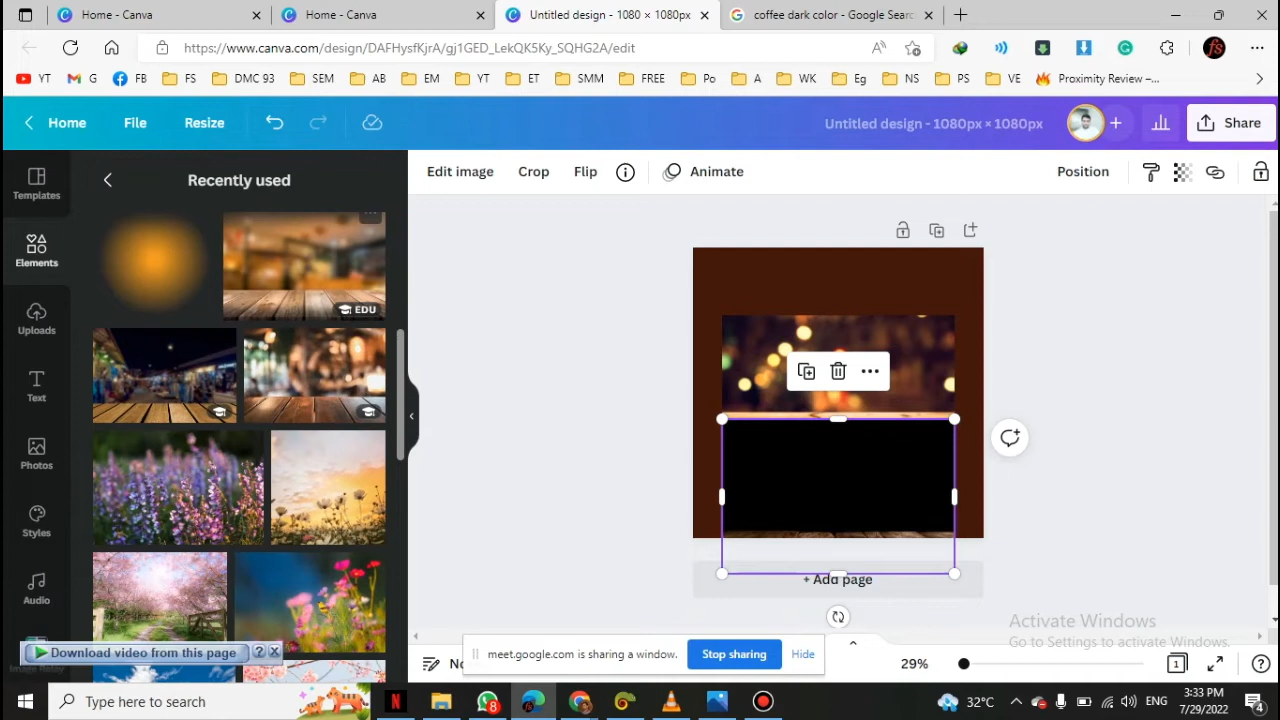 Home - Canva
Home - Canva
Untitled design - 1080 × 1080px
coffee dark color - Google Sear
https://www.canva.com/design/DAFHysfKjrA/gj1GED_LekQK5Ky_SQHG2A/edit
YT
G
FB
FS
DMC 93
SEM
AB
EM
YT
ET
SMM
FREE
Po
A
WK
Eg
NS
PS
VE
Proximity Review –...
Home
File
Resize
Untitled design - 1080px × 1080px
Share
Templates
Elements
Uploads
Text
Photos
Styles
Audio
Recently used
EDU
Edit image
Crop
Flip
Animate
Position
+ Add page
Activate Windows
Go to Settings to activate Windows.
Download video from this page
meet.google.com is sharing a window.
Stop sharing
Hide
29%
1
Type here to search
8
32°C
ENG
3:33 PM
7/29/2022
4